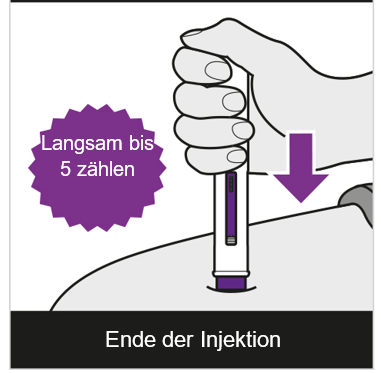 Langsam bis
5 zählen
Ende der Injektion